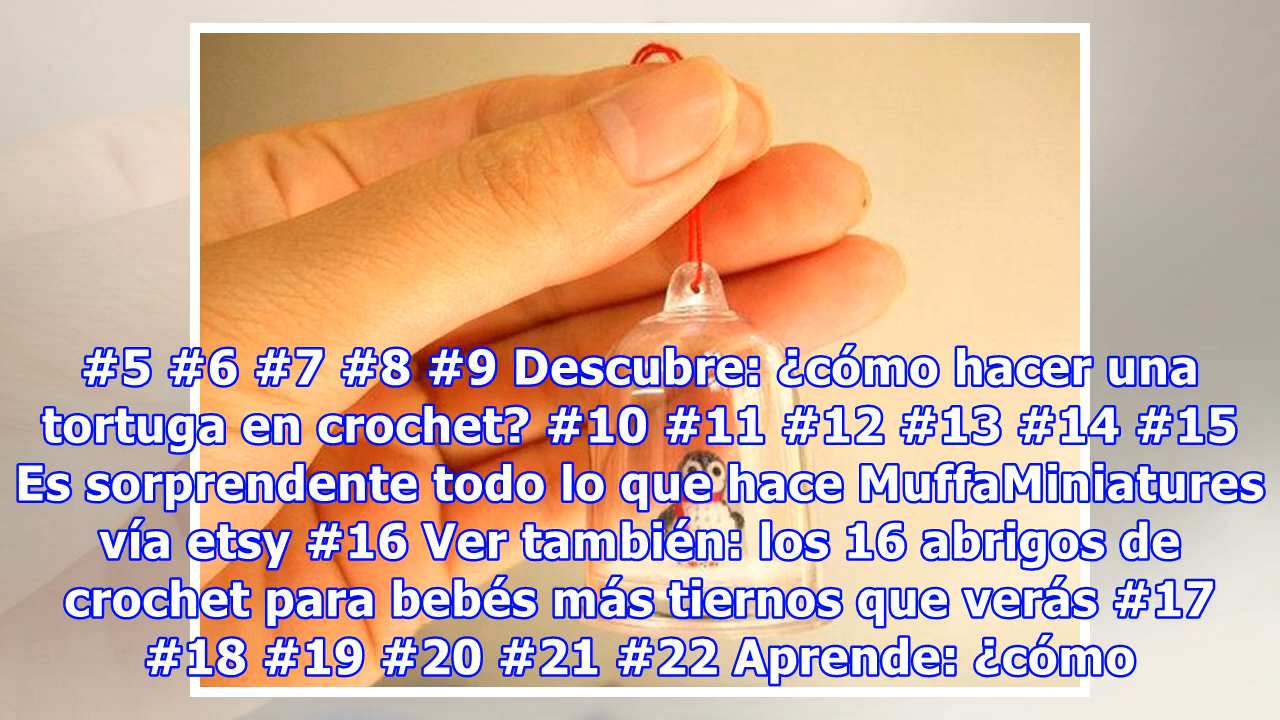 #5 #6 #7 #8 #9 Descubre: ¿cómo hacer una
tortuga en crochet? #10 #11 #12 #13 #14 #15
Es sorprendente todo lo que hace MuffaMiniatures
vía etsy #16 Ver también: los 16 abrigos de
crochet para bebés más tiernos que verás #17
#18 #19 #20 #21 #22 Aprende: ¿cómo